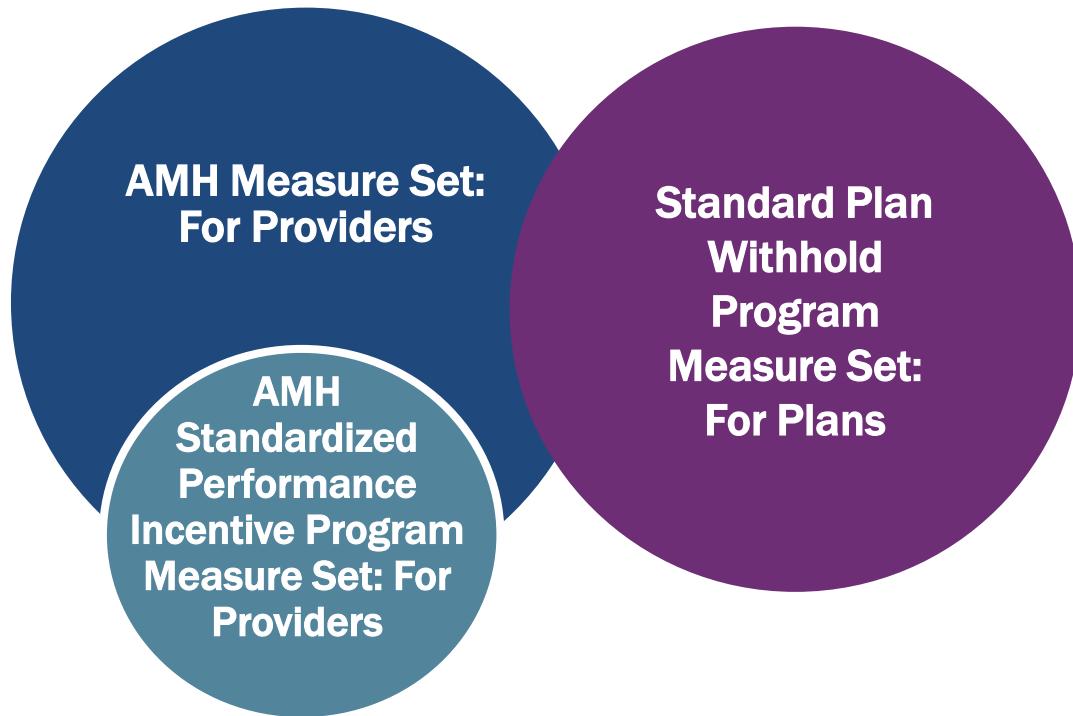 AMH Measure Set:
For Providers
Standard Plan
Withhold
Program
Measure Set:
For Plans
AMH
Standardized
Performance
Incentive Program
Measure Set: For
Providers